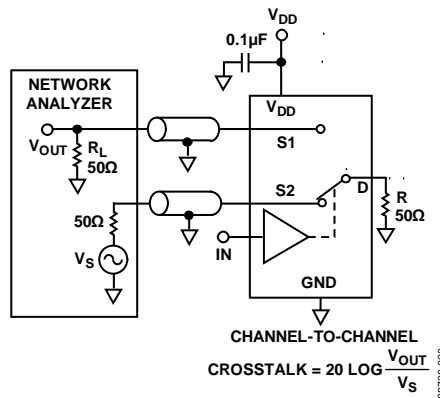 VDD
0.1µF
NETWORK
ANALYZER
VDD
VOUT
RL
50Ω
S1
50Ω
S2
D
R
50Ω
VS
IN
GND
CHANNEL-TO-CHANNEL
CROSSTALK = 20 LOG VOUT
VS